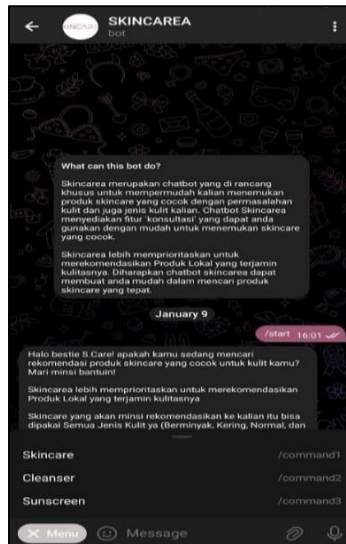 SKINCAREA
bot
What can this bot do?
Skincarea merupakan chatbot yang di rancang
khusus untuk mempermudah kalian menemukan
produk skincare yang cocok dengan permasalahan
kulit dan juga jenis kulit kalian. Chatbot Skincarea
menyediakan fitur 'konsultasi' yang dapat anda
gunakan dengan mudah untuk menemukan skincare
yang cocok.
Skincarea lebih memprioritaskan untuk
merekomendasikan Produk Lokal yang terjamin
kulitasnya. Diharapkan chatbot skincarea dapat
membuat anda mudah dalam mencari produk
skincare yang tepat.
January 9
/start 16:01
Halo bestie S.Care! apakah kamu sedang mencari
rekomendasi produk skincare yang cocok untuk kulit kamu?
Mari minsi bantuin!
Skincarea lebih memprioritaskan untuk merekomendasikan
Produk Lokal yang terjamin kulitasnya
Skincare yang akan minsi rekomendasikan ke kalian itu bisa
dipakai Semua Jenis Kulit ya (Berminyak, Kering, Normal, dan
Skincare /command1
Cleanser /command2
Sunscreen /command3
Menu Message